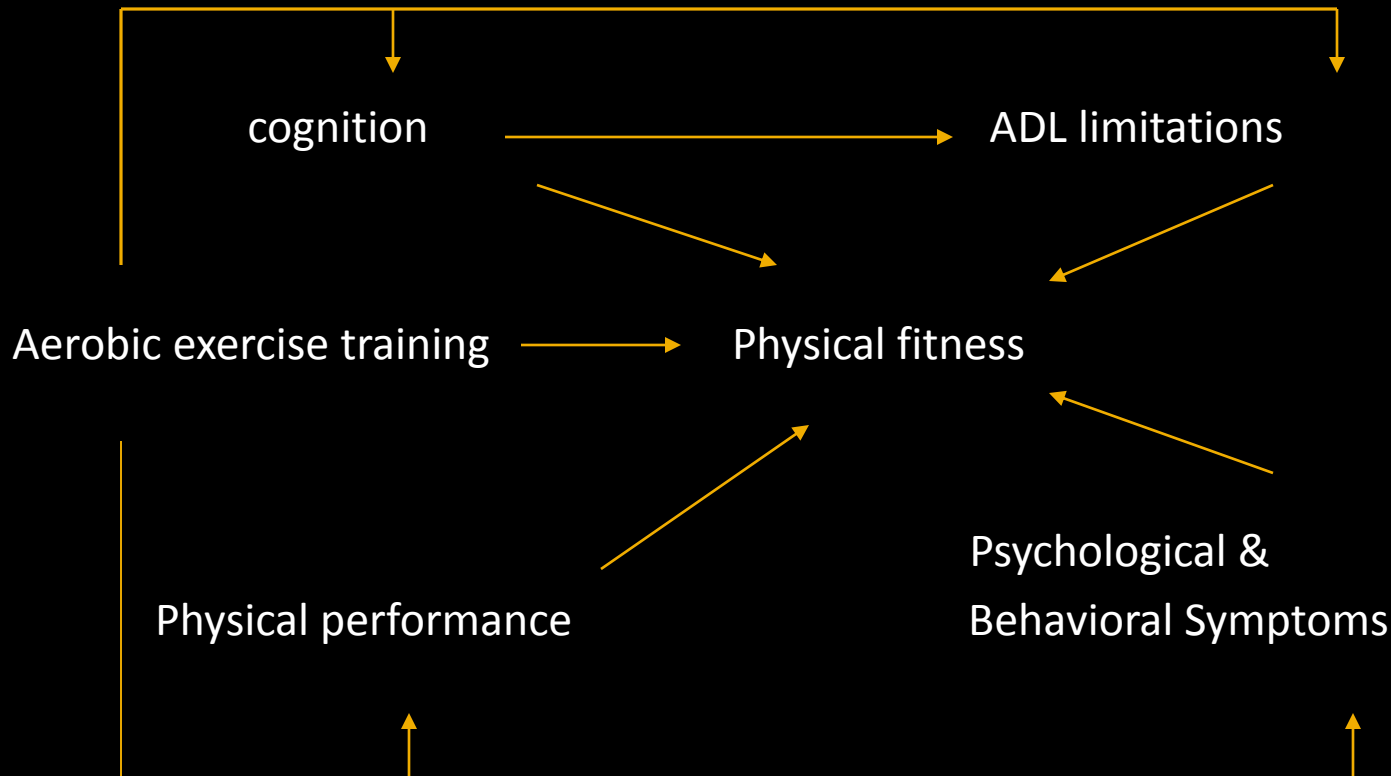 cognition
ADL limitations
Aerobic exercise training
Physical fitness
Psychological &
Behavioral Symptoms
Physical performance